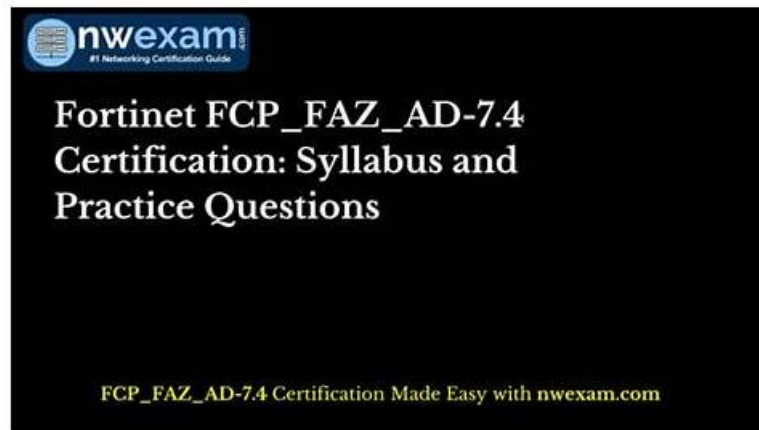 nwexam.com
#1 Networking Certification Guide
Fortinet FCP_FAZ_AD-7.4
Certification: Syllabus and
Practice Questions
FCP_FAZ_AD-7.4 Certification Made Easy with nwexam.com